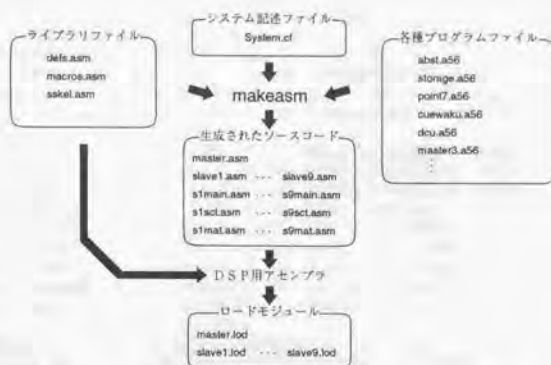 ライブラリファイル
defs.asm
macros.asm
sskel.asm
システム記述ファイル
System.cf
各種プログラムファイル
abst.a56
storage.a56
point7.a56
cuewaku.a56
dcu.a56
master3.a56
⋮
makeasm
生成されたソースコード
master.asm
slave1.asm ・・・ slave9.asm
s1main.asm ・・・ s9main.asm
s1sct.asm ・・・ s9sct.asm
s1mat.asm ・・・ s9mat.asm
DSP用アセンブラ
ロードモジュール
master.lod
slave1.lod ・・・ slave9.lod